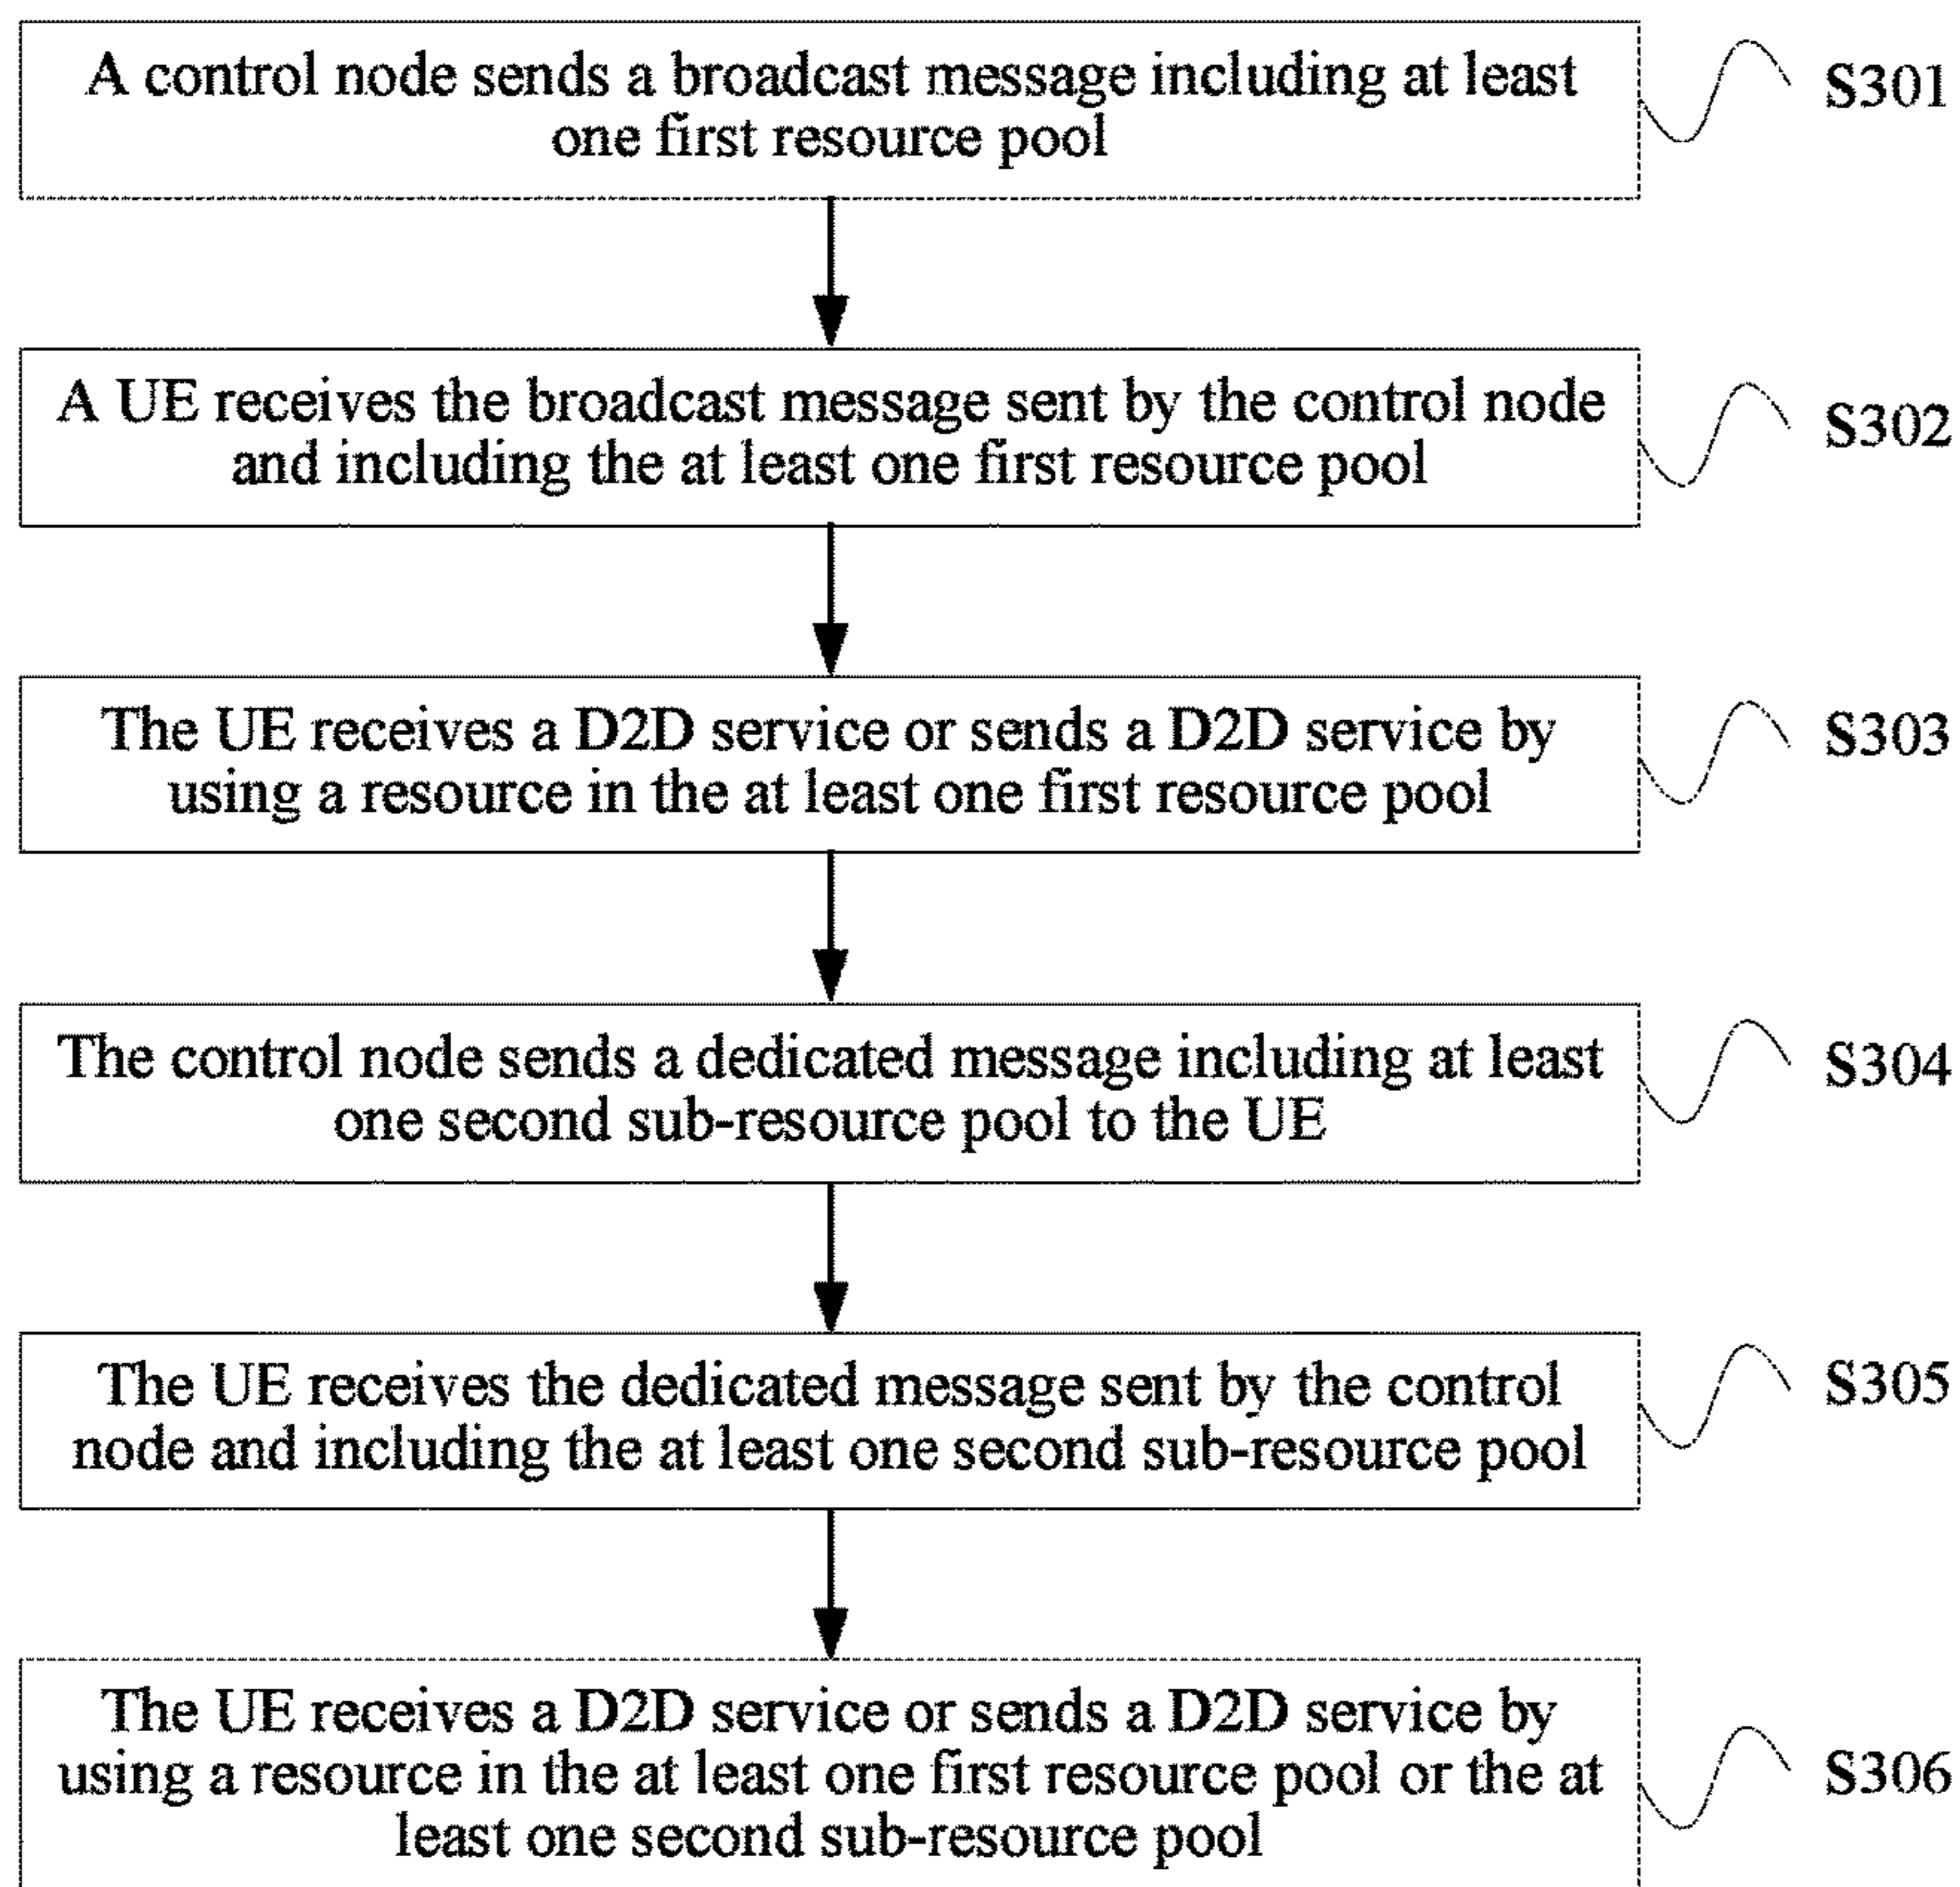 A control node sends a broadcast message including at least
one first resource pool
S301
A UE receives the broadcast message sent by the control node
and including the at least one first resource pool
S302
The UE receives a D2D service or sends a D2D service by
using a resource in the at least one first resource pool
S303
The control node sends a dedicated message including at least
one second sub-resource pool to the UE
S304
The UE receives the dedicated message sent by the control
node and including the at least one second sub-resource pool
S305
The UE receives a D2D service or sends a D2D service by
using a resource in the at least one first resource pool or the at
least one second sub-resource pool
S306